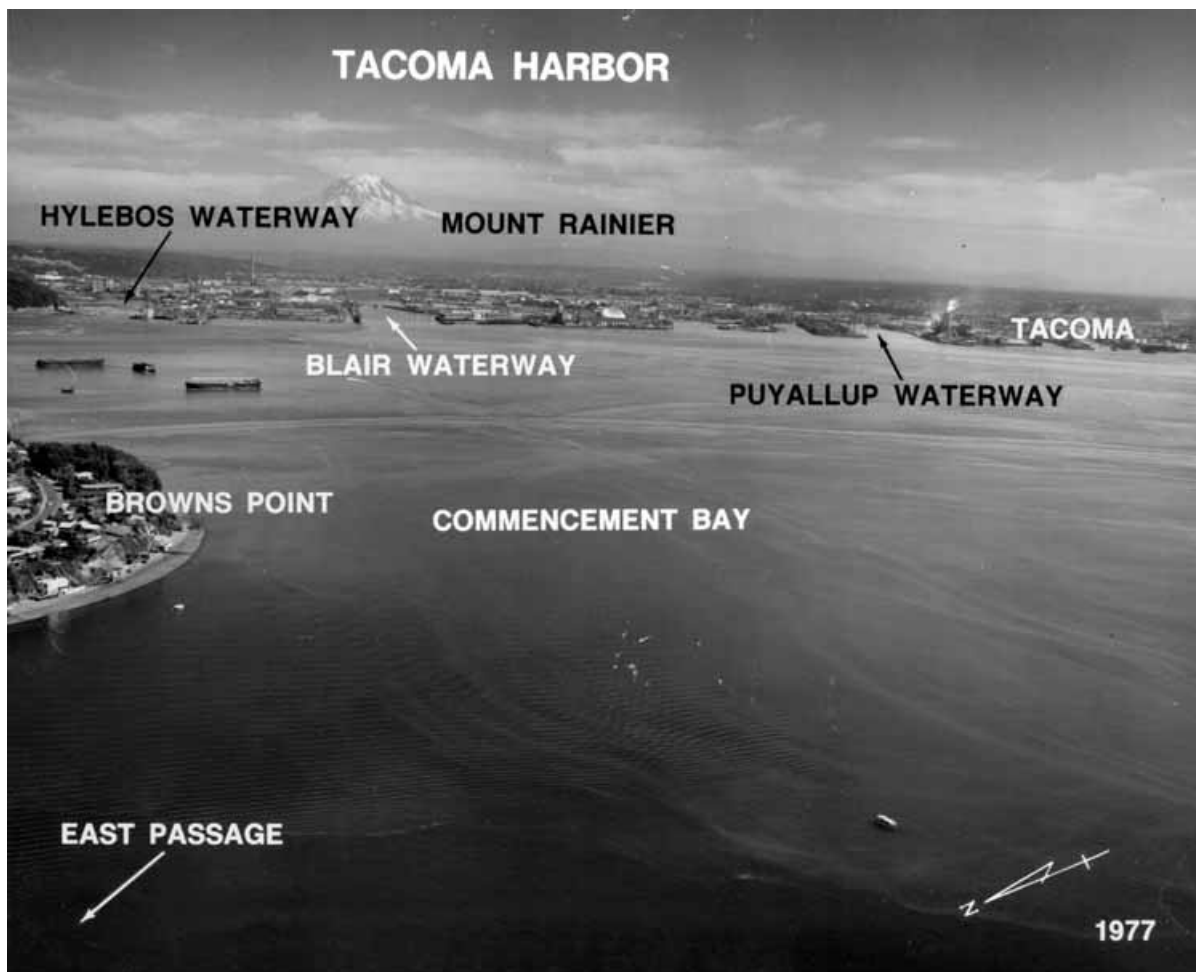 TACOMA HARBOR
HYLEBOS WATERWAY
MOUNT RAINIER
TACOMA
BLAIR WATERWAY
PUYALLUP WATERWAY
BROWNS POINT
COMMENCEMENT BAY
EAST PASSAGE
N
1977